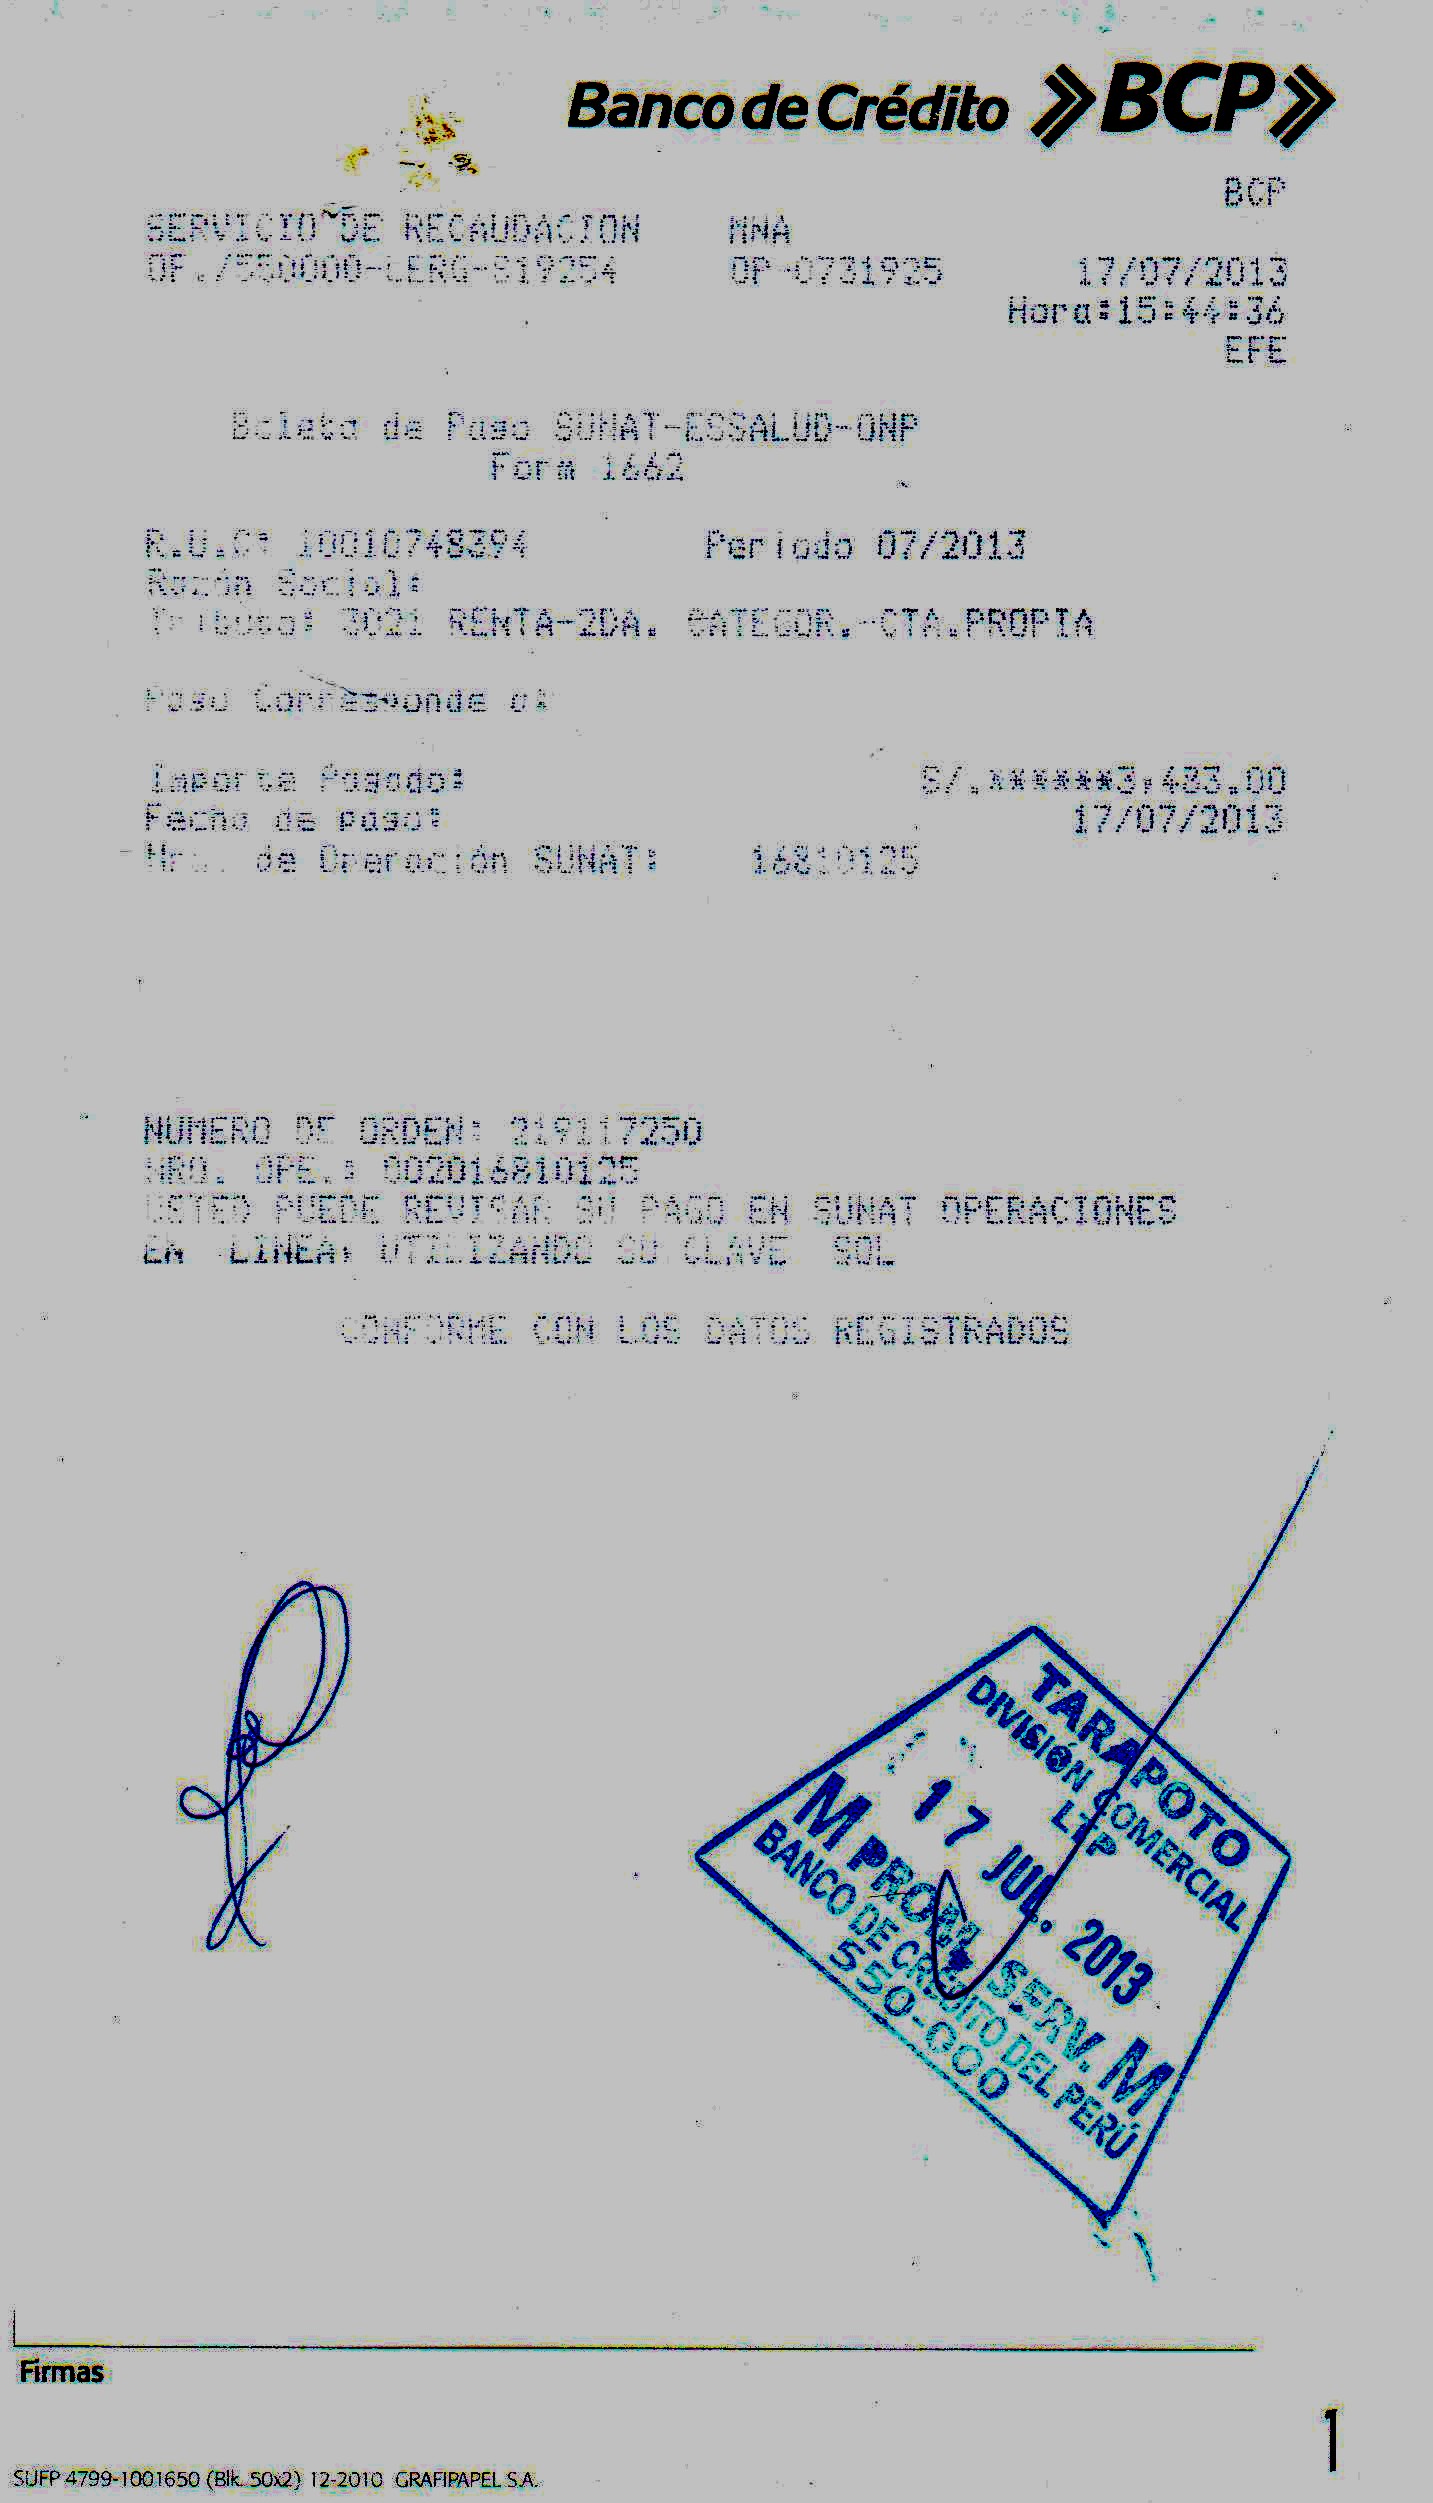 Banco de Crédito »BCP»
BCP
SERVICIO DE RECAUDACION MNA
OF./550000-LERG-S19254 OP-0731925 17/07/2013
Hora:15:44:36
EFE
Boleta de Pago SUNAT-ESSALUD-ONP
Form 1662
R.U.C: 10010748394 Periodo 07/2013
Razón Social:
Tributo: 3021 RENTA-2DA. CATEGOR.-CTA.PROPIA
Pago Corresponde a:
Importe Pagado: S/.******3,483.00
Fecha de pago: 17/07/2013
Nro. de Operación SUNAT: 16810125
NUMERO DE ORDEN: 219117250
NRO. OPE.: 002016810125
USTED PUEDE REVISAR SU PAGO EN SUNAT OPERACIONES
EN LINEA, UTILIZANDO SU CLAVE SOL
CONFORME CON LOS DATOS REGISTRADOS
TARAPOTO
DIVISIÓN COMERCIAL
LTP
17 JUL. 2013
M PROM SERV. M
BANCO DE CRÉDITO DEL PERÚ
550-000
Firmas
1
SUFP 4799-1001650 (Blk. 50x2) 12-2010 GRAFIPAPEL S.A.